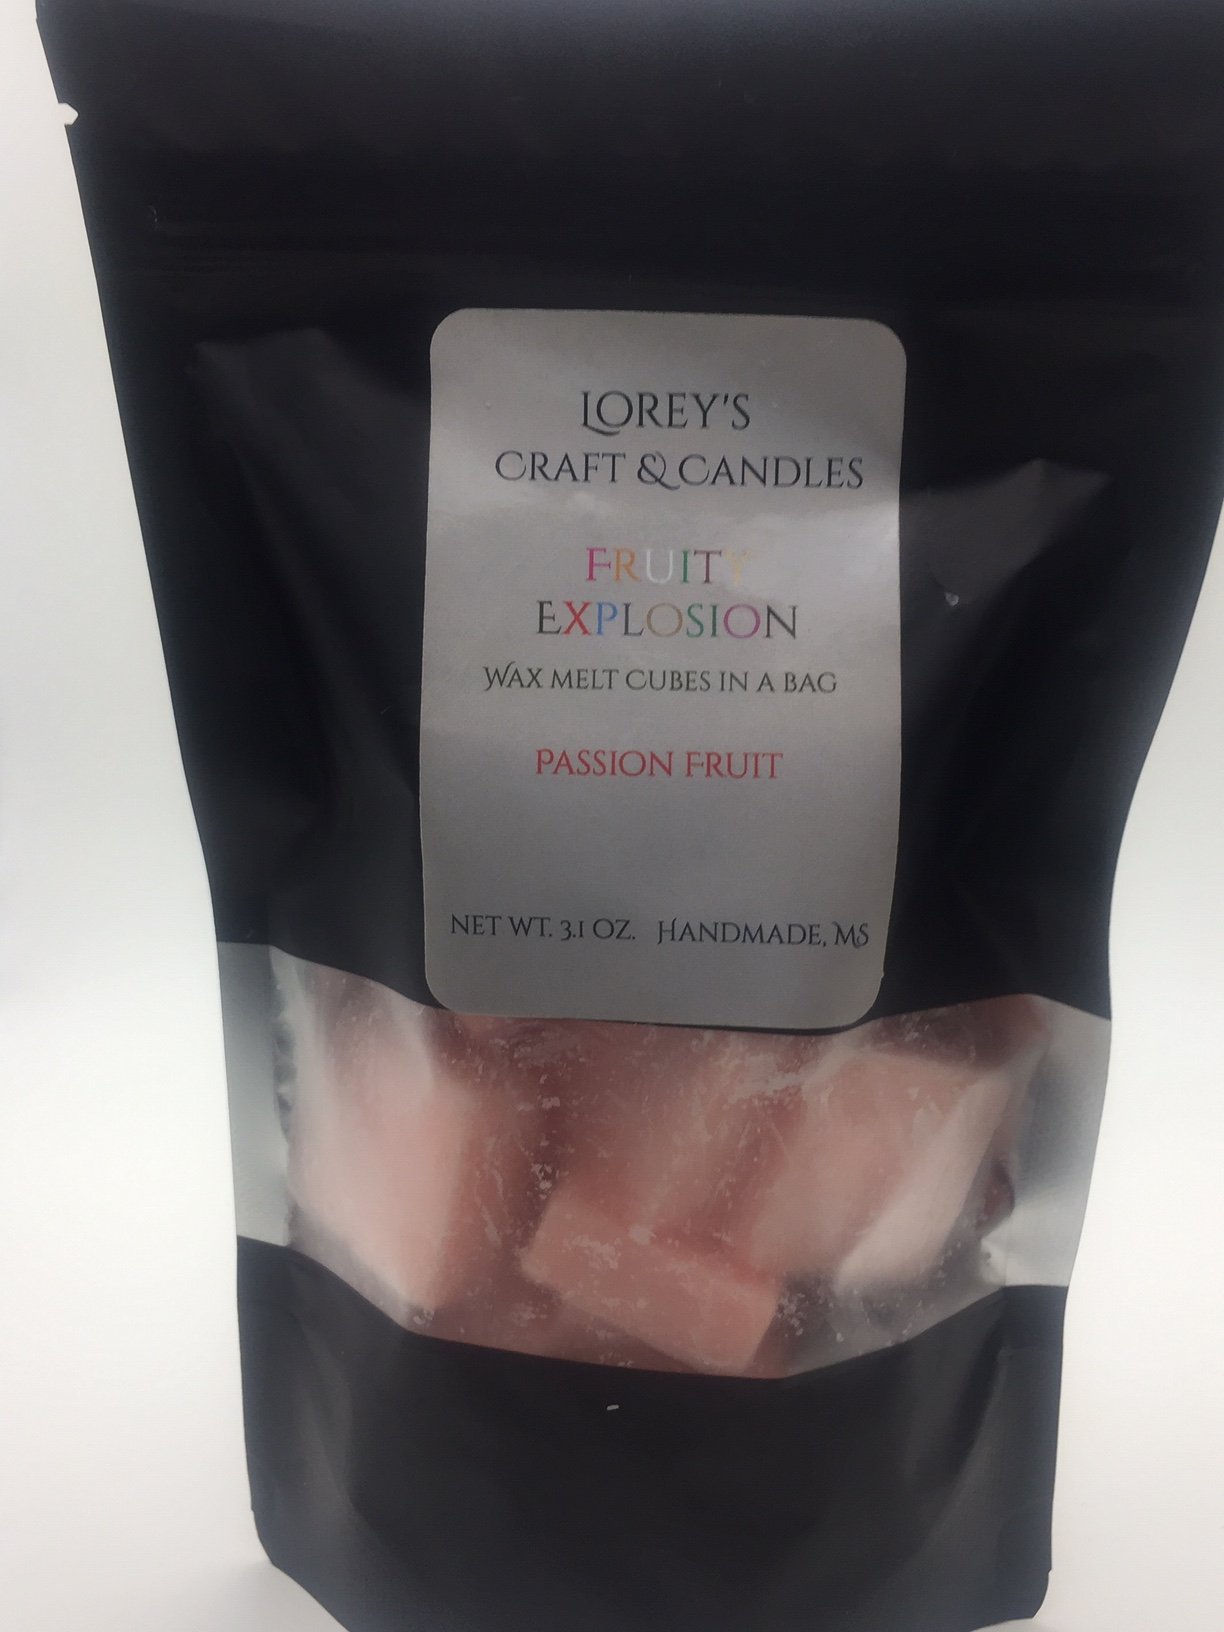 LOREY'S
CRAFT & CANDLES
FRUITY
EXPLOSION
WAX MELT CUBES IN A BAG
PASSION FRUIT
NET WT. 3.1 OZ. HANDMADE, MS